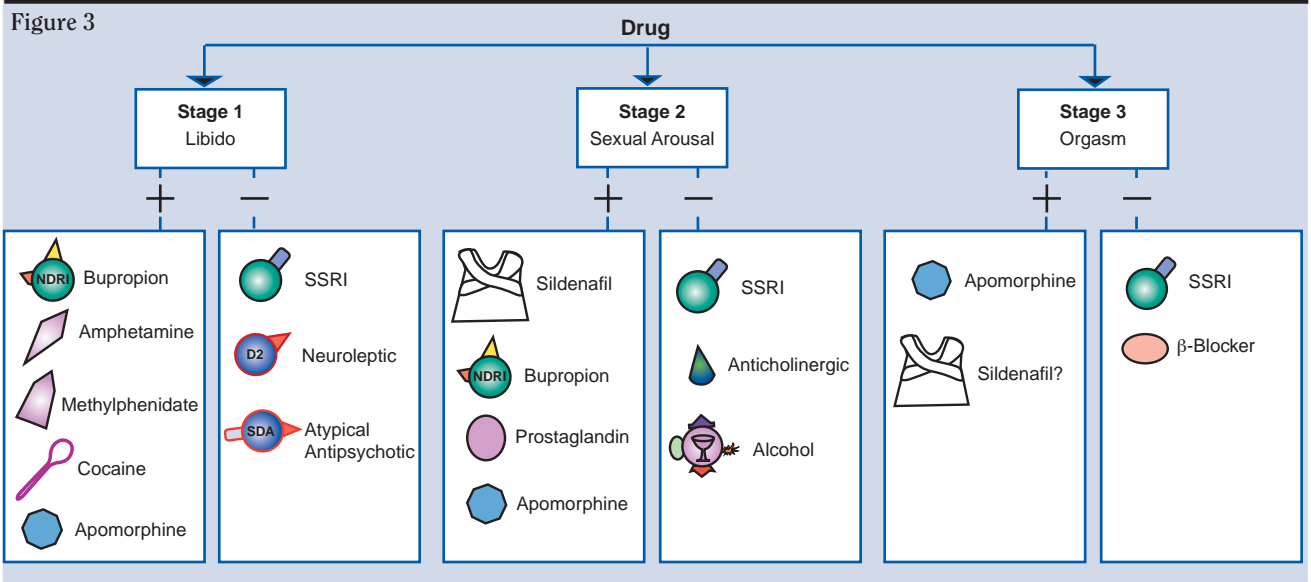 Figure 3
Drug
Stage 1
Libido
Stage 2
Sexual Arousal
Stage 3
Orgasm
+
−
+
−
+
−
NDRI Bupropion
Amphetamine
Methylphenidate
Cocaine
Apomorphine
SSRI
D2 Neuroleptic
SDA Atypical
Antipsychotic
Sildenafil
NDRI Bupropion
Prostaglandin
Apomorphine
SSRI
Anticholinergic
Alcohol
Apomorphine
Sildenafil?
SSRI
β-Blocker